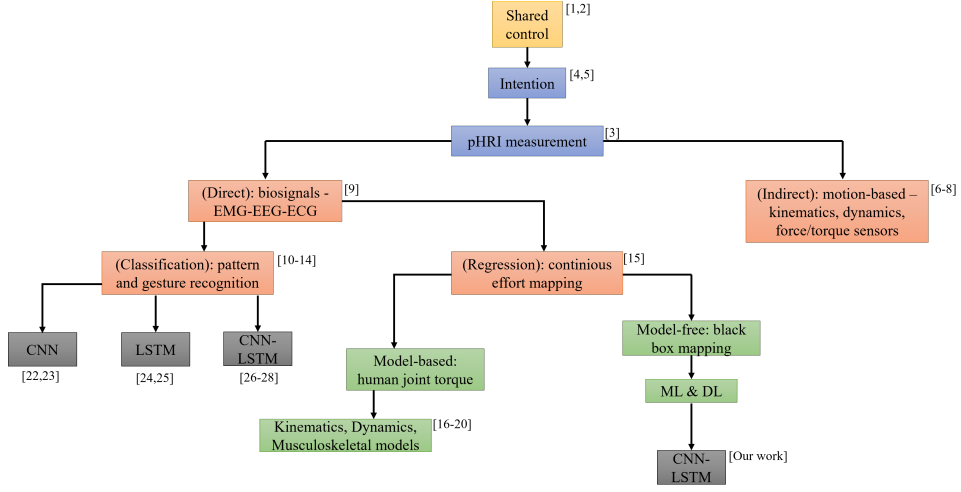 Shared
control
[1,2]
Intention
[4,5]
pHRI measurement
[3]
(Direct): biosignals -
EMG-EEG-ECG
[9]
(Indirect): motion-based –
kinematics, dynamics,
force/torque sensors
[6-8]
(Classification): pattern
and gesture recognition
[10-14]
(Regression): continious
effort mapping
[15]
CNN
[22,23]
LSTM
[24,25]
CNN-
LSTM
[26-28]
Model-based:
human joint torque
Model-free: black
box mapping
ML & DL
Kinematics, Dynamics,
Musculoskeletal models
[16-20]
CNN-
LSTM
[Our work]